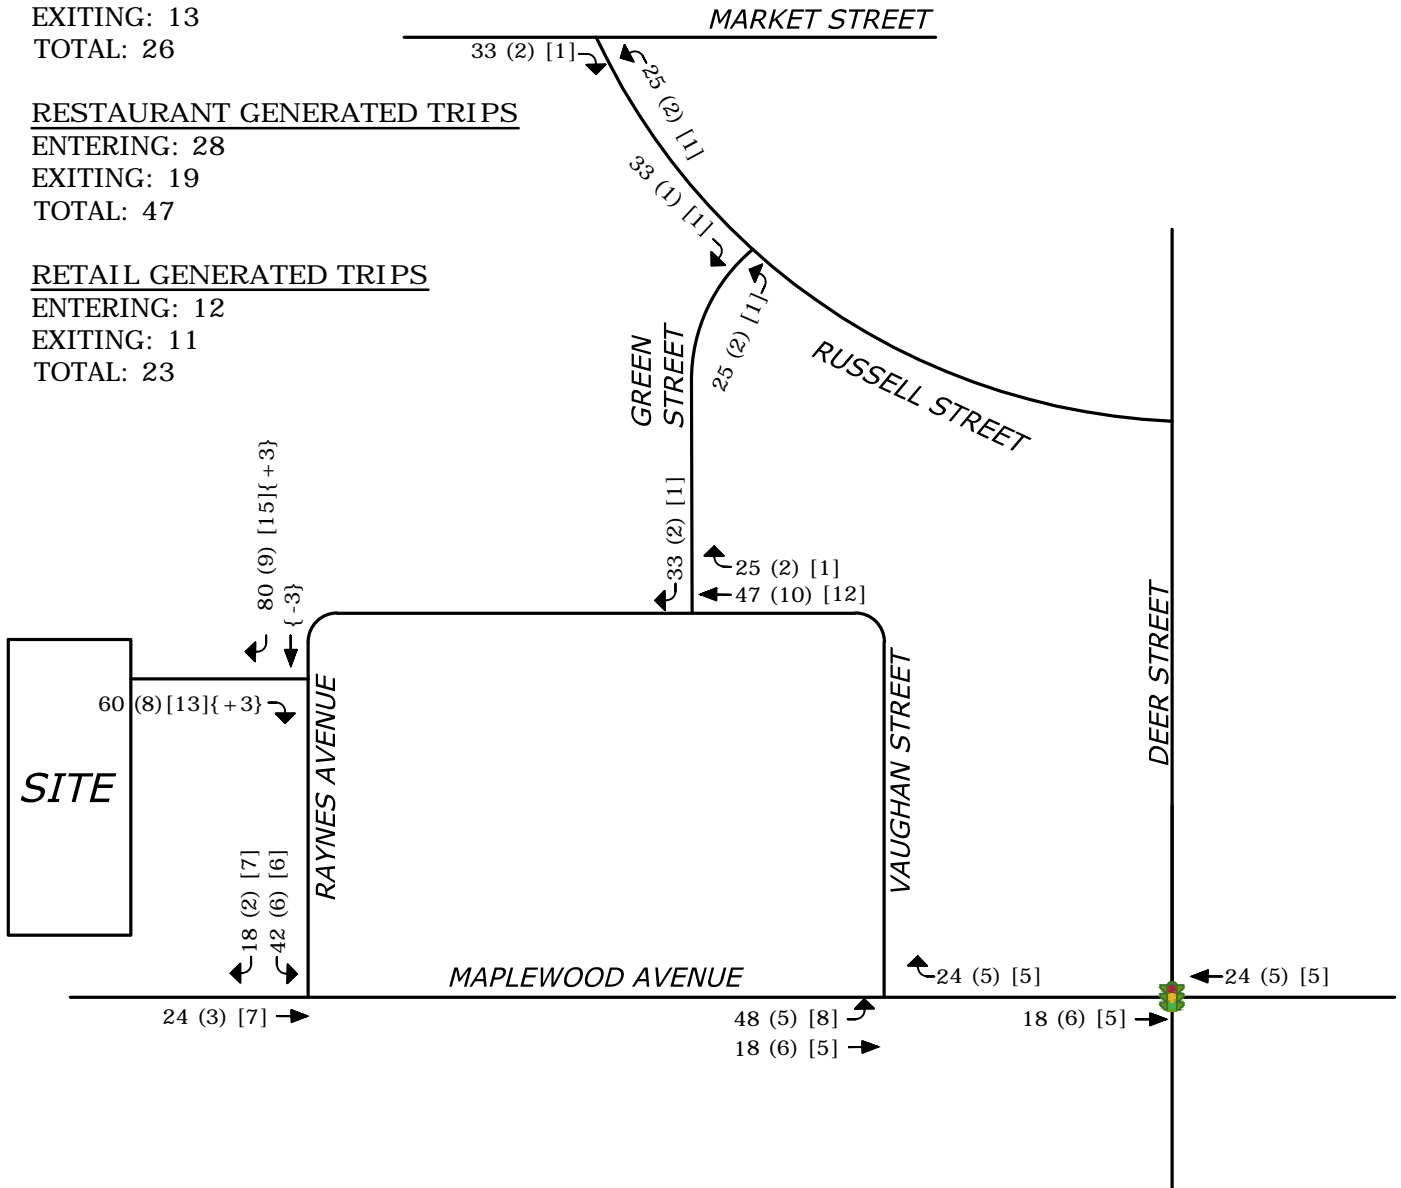 EXITING: 13
TOTAL: 26
RESTAURANT GENERATED TRIPS
ENTERING: 28
EXITING: 19
TOTAL: 47
RETAIL GENERATED TRIPS
ENTERING: 12
EXITING: 11
TOTAL: 23
MARKET STREET
33 (2) [1]
25 (2) [1]
33 (1) [1]
25 (2) [1]
GREEN
STREET
RUSSELL STREET
33 (2) [1]
25 (2) [1]
47 (10) [12]
80 (9) [15]{+3}
{-3}
60 (8)[13]{+3}
SITE
RAYNES AVENUE
VAUGHAN STREET
DEER STREET
18 (2) [7]
42 (6) [6]
MAPLEWOOD AVENUE
24 (5) [5]
24 (5) [5]
24 (3) [7]
48 (5) [8]
18 (6) [5]
18 (6) [5]